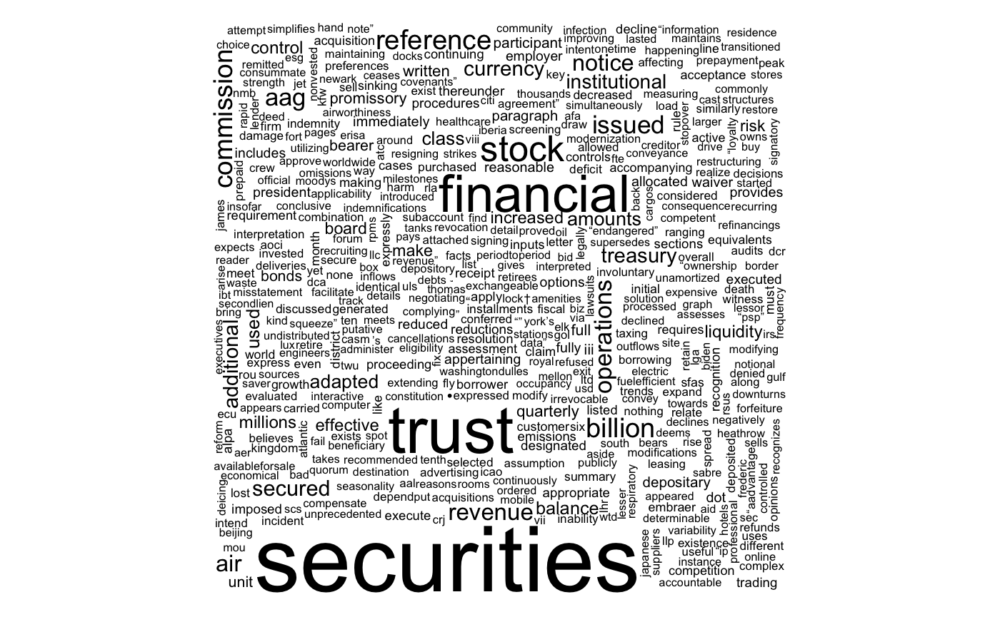 attempt simplifies hand note” reference community infection decline “information residence
choice control acquisition participant improving lasted maintains
esg maintaining docks continuing employer intent onetime happening line transitioned
remitted nonvested preferences written currency notice affecting prepayment peak
consummate newark ceases covenants” key institutional acceptance stores
commission strength jet kfw sell sinking
nmb aag promissory exist thereunder thousands decreased measuring commonly
procedures citi agreement” simultaneously load cast structures
rapid lender airworthiness paragraph afa rule stopover similarly restore
deed firm indemnity immediately healthcare draw issued larger risk
damage fort pages erisa iberia screening modernization active owns
utilizing bearer around class viii stock allowed creditor drive “loyalty buy signatory
includes atc resigning strikes controls fte conveyance
approve worldwide cases purchased reasonable deficit accompanying restructuring
prepaid crew omissions way realize decisions
official moodys making milestones financial allocated waiver started
president applicability harm rla introduced back cargos considered provides
james insofar conclusive indemnifications consequence recurring
requirement combination subaccount find increased amounts competent
board rpms expressly tanks revocation detail proved oil legally “endangered” ranging refinancings
interpretation forum pays attached signing inputs letter supersedes sections equivalents
expects aoci month recruiting llc make facts periodtoperiod bid treasury overall audits dcr
reader invested secure revenue” list gives interpreted “ownership border
arise meet deliveries yet box depository receipt retirees involuntary unamortized executed
waste bonds none inflows debts - exchangeable options lawsuits
ibt misstatement dca identical uls thomas initial expensive death must frequency
secondlien facilitate track details negotiating “apply lock† amenities operations solution graph witness
bring used discussed generated complying” installments fiscal biz processed assesses lessor
executives additional kind squeeze” ten meets reduced conferred “” york’s via declined “psp”
undistributed putative reductions stations gol elk full taxing requires liquidity irs
lux retire district casm ’s cancellations resolution data”
world engineers administer eligibility assessment claim fully iii outflows site retain lga biden modifying
express even twu proceeding fix appertaining royal refused borrowing recognition notional
rou sources washingtondulles exit electric denied gulf
saver growth adapted extending fly borrower occupancy mellon ltd usd fuelefficient sfas along
evaluated interactive constitution •expressed modify irrevocable trends expand rsus downturns
ecu appears carried computer like trust quarterly listed convey towards forfeiture
reform alpa millions atlantic effective nothing relate negatively
believes fail exists spot customer six billion declines heathrow
aer kingdom beneficiary emissions deems spread sells recognizes
designated south bears rise
takes recommended tenth selected assumption aside modifications
availableforsale quorum publicly leasing deposited frederic
economical bad destination advertising icao summary sabre
deicing lost secured seasonality aal reasons rooms continuously respiratory depositary “aadvantage controlled opinions
compensate depend put acquisitions ordered mobile appropriate lhr lesser appeared dot
imposed scs unprecedented execute crj revenue balance embraer aid hotels professional sec
intend incident vii inability wtd determinable refunds
beijing securities japanese suppliers variability uses
mou llp existence different
air useful “ip online
instance complex
unit competition
accountable trading